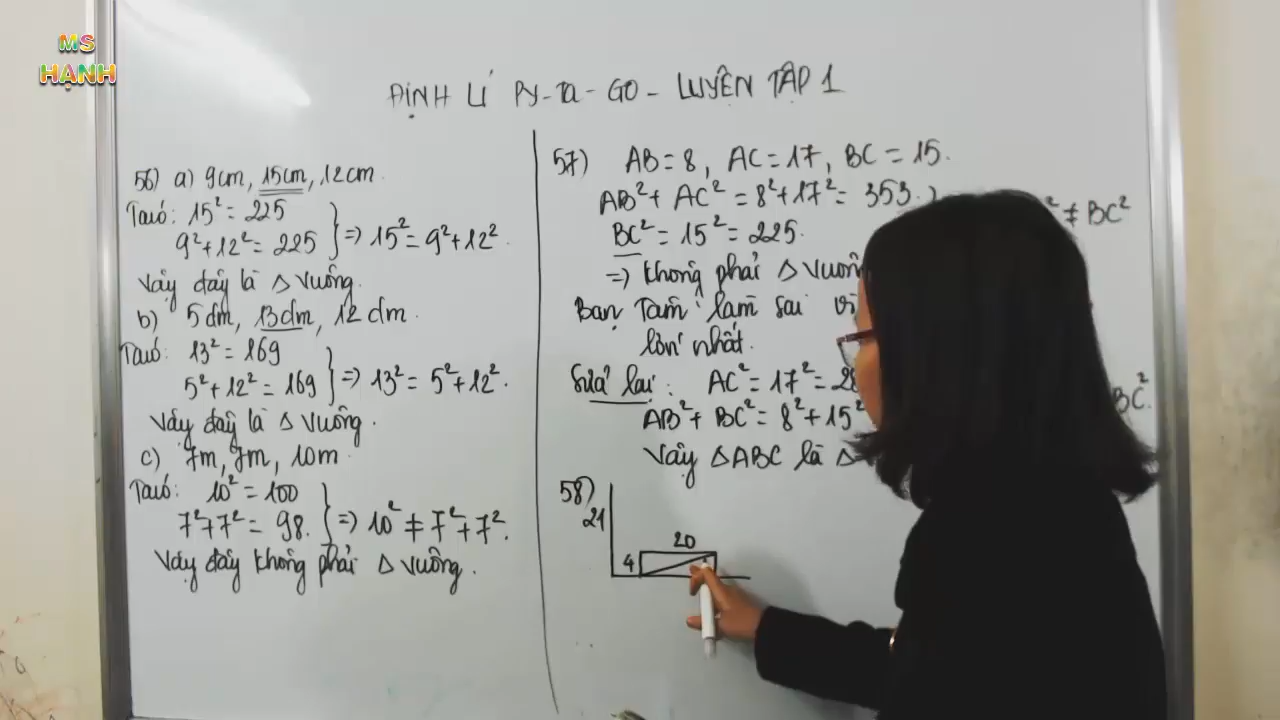 MS
HẠNH
ĐỊNH LÍ PY-TA-GO - LUYỆN TẬP 1
56) a) 9cm, 15cm, 12cm
Ta có: 15² = 225
9² + 12² = 225 } => 15² = 9² + 12².
Vậy đây là Δ vuông.
b) 5dm, 13dm, 12dm.
Ta có: 13² = 169
5² + 12² = 169 } => 13² = 5² + 12².
Vậy đây là Δ vuông.
c) 7m, 7m, 10m
Ta có: 10² = 100
7² + 7² = 98. } => 10² ≠ 7² + 7².
Vậy đây không phải Δ vuông.
57) AB = 8, AC = 17, BC = 15.
AB² + AC² = 8² + 17² = 353. ² ≠ BC²
BC² = 15² = 225.
=> không phải Δ vuông
Bạn Tâm làm sai vì
lớn nhất.
Sửa lại: AC² = 17² = 28
AB² + BC² = 8² + 15² BC².
Vậy ΔABC là Δ
58)
21
20
4